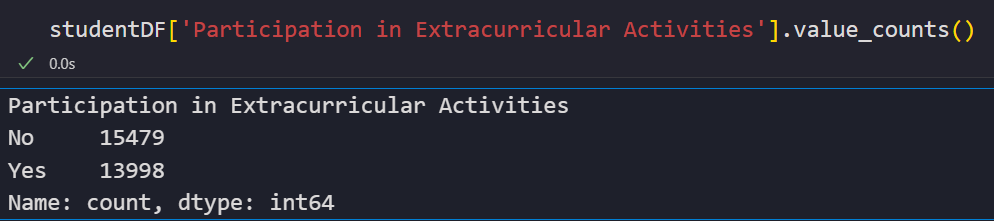 studentDF['Participation in Extracurricular Activities'].value_counts()
0.0s
Participation in Extracurricular Activities
No     15479
Yes    13998
Name: count, dtype: int64